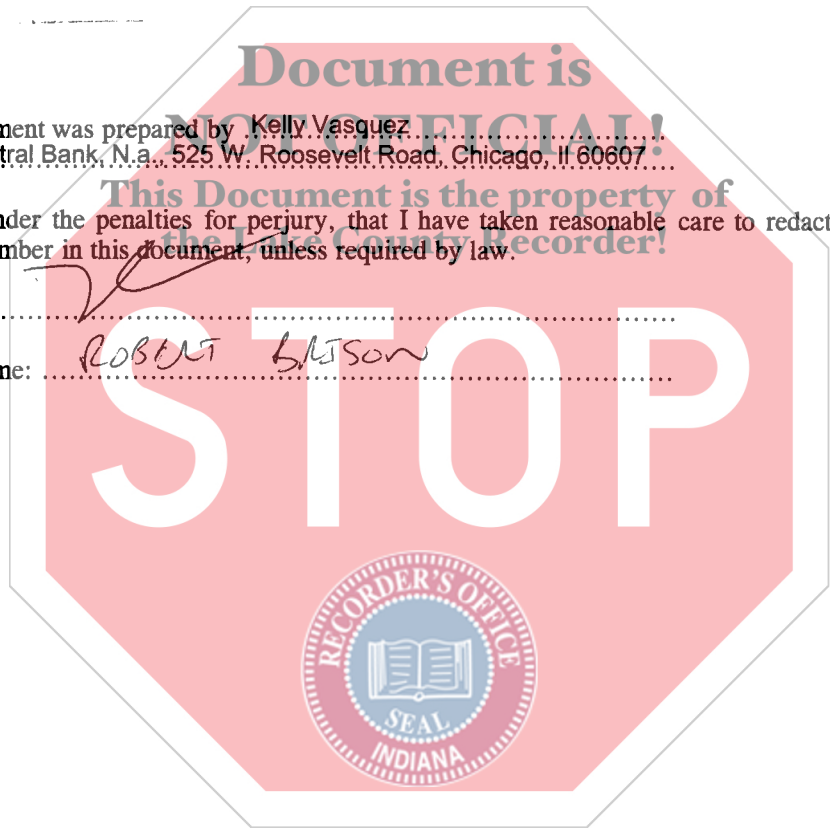 Document is
NOT OFFICIAL!
ment was prepared by Kelly Vasquez
tral Bank, N.a., 525 W. Roosevelt Road, Chicago, Il 60607
This Document is the property of
nder the penalties for perjury, that I have taken reasonable care to redact
the Lake County Recorder!
mber in this document, unless required by law.
ne: ROBERT
STOP
RECORDER'S OFFICE
SEAL
INDIANA